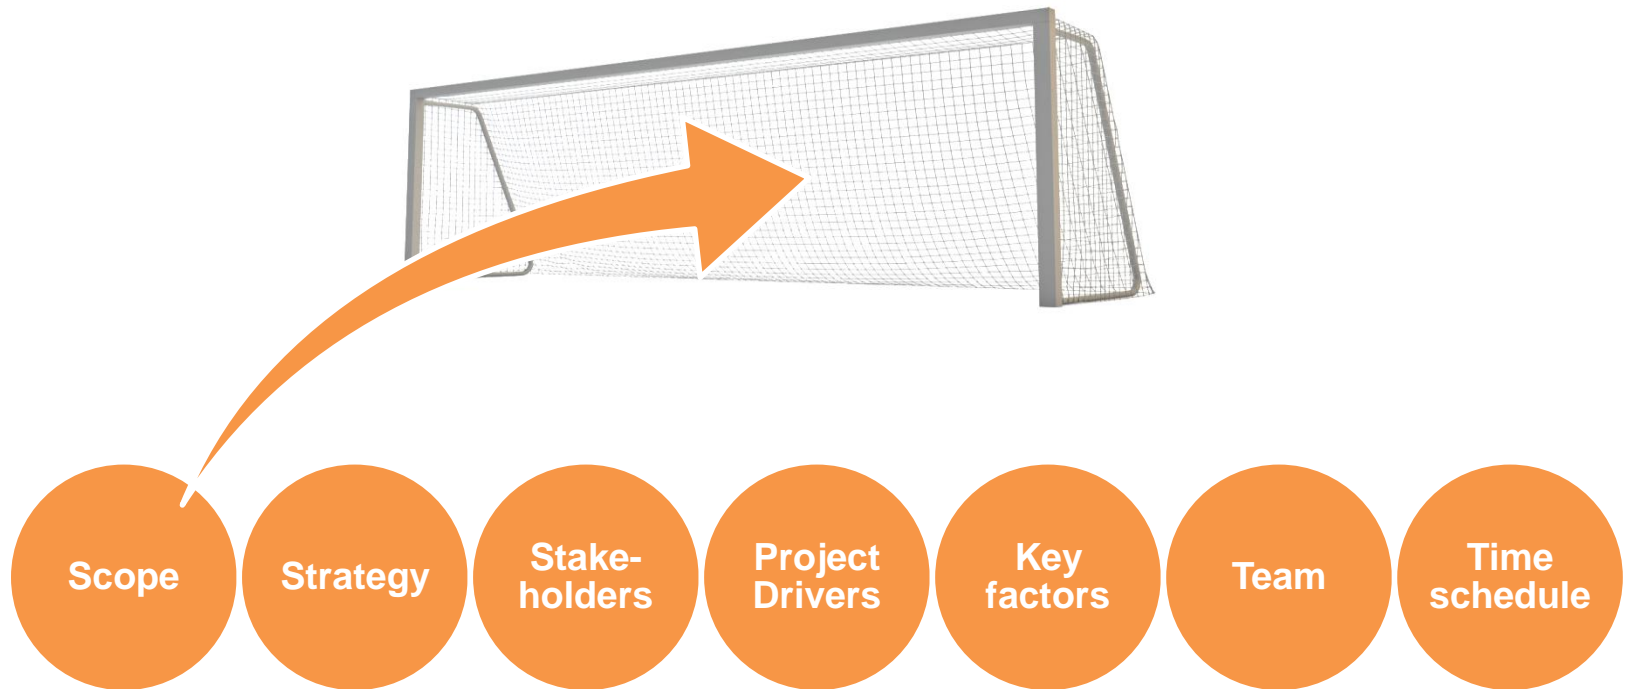 Scope
Strategy
Stake-
holders
Project
Drivers
Key
factors
Team
Time
schedule